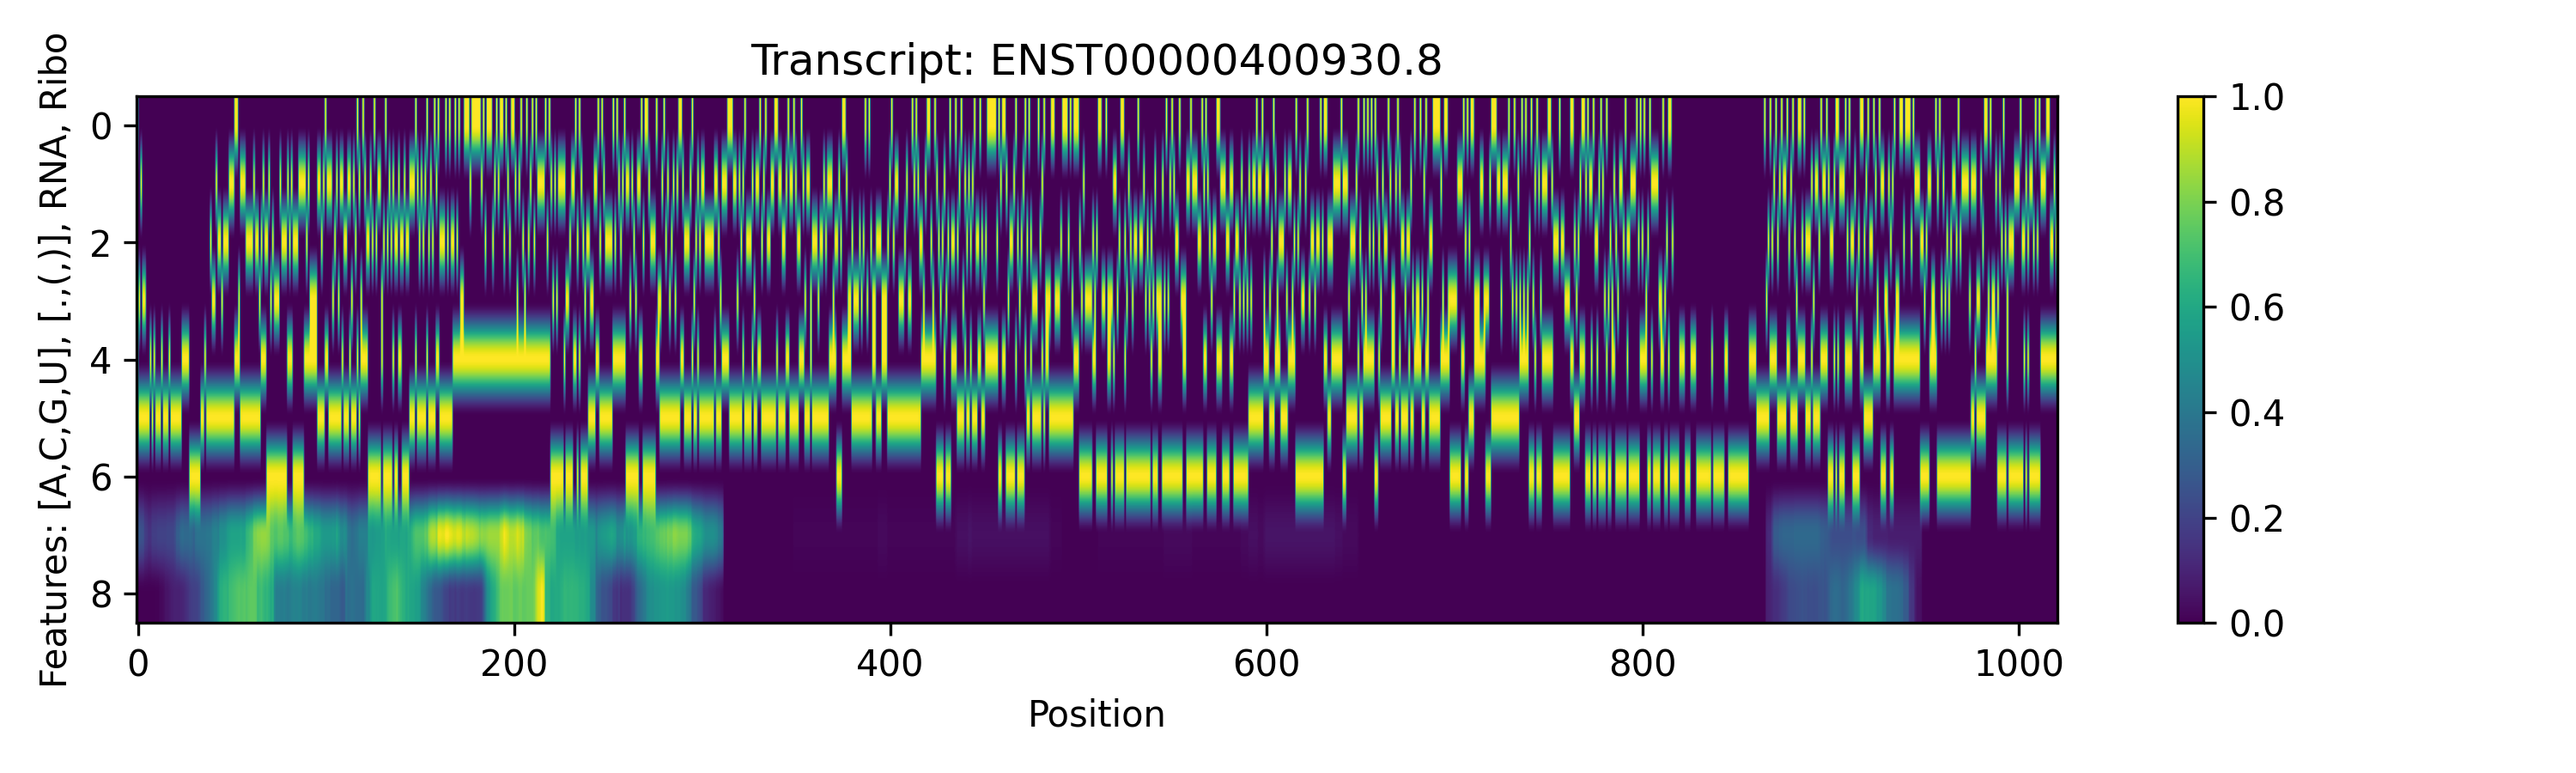 Transcript: ENST00000400930.8
Features: [A,C,G,U], [.,(,)], RNA, Ribo
0
2
4
6
8
0 200 400 600 800 1000
Position
1.0
0.8
0.6
0.4
0.2
0.0